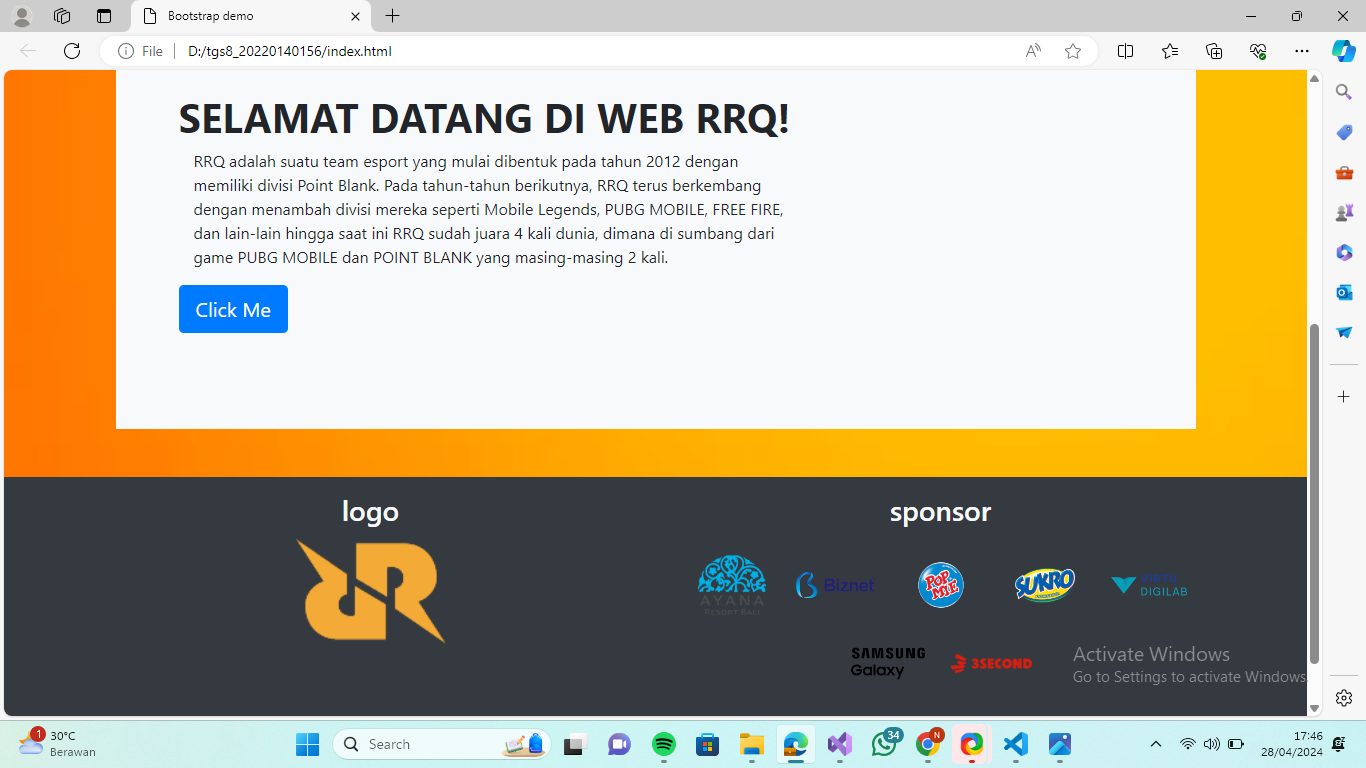 Bootstrap demo
File
D:/tgs8_20220140156/index.html
SELAMAT DATANG DI WEB RRQ!
RRQ adalah suatu team esport yang mulai dibentuk pada tahun 2012 dengan
memiliki divisi Point Blank. Pada tahun-tahun berikutnya, RRQ terus berkembang
dengan menambah divisi mereka seperti Mobile Legends, PUBG MOBILE, FREE FIRE,
dan lain-lain hingga saat ini RRQ sudah juara 4 kali dunia, dimana di sumbang dari
game PUBG MOBILE dan POINT BLANK yang masing-masing 2 kali.
Click Me
logo
sponsor
AYANA
RESORT BALI
Biznet
POP
MIE
SUKRO
DIGILAB
SAMSUNG
Galaxy
3SECOND
Activate Windows
Go to Settings to activate Windows.
1
30°C
Berawan
Search
34
N
17:46
28/04/2024